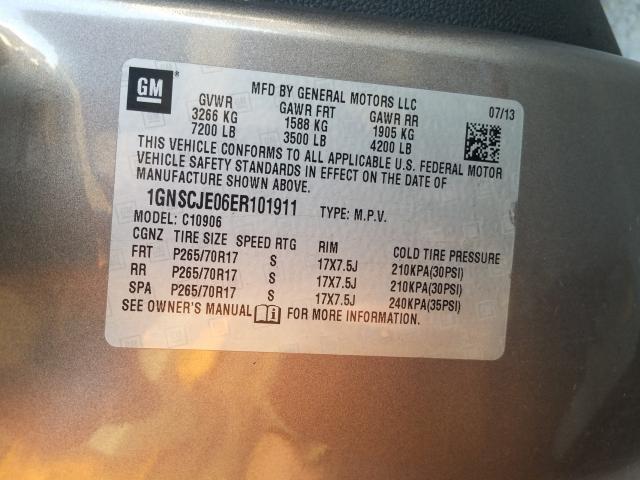 GM
MFD BY GENERAL MOTORS LLC
07/13
GVWR GAWR FRT GAWR RR
3266 KG 1588 KG 1905 KG
7200 LB 3500 LB 4200 LB
THIS VEHICLE CONFORMS TO ALL APPLICABLE U.S. FEDERAL MOTOR
VEHICLE SAFETY STANDARDS IN EFFECT ON THE DATE OF
MANUFACTURE SHOWN ABOVE.
1GNSCJE06ER101911 TYPE: M.P.V.
MODEL: C10906
CGNZ TIRE SIZE SPEED RTG RIM COLD TIRE PRESSURE
FRT P265/70R17 S 17X7.5J 210KPA(30PSI)
RR P265/70R17 S 17X7.5J 210KPA(30PSI)
SPA P265/70R17 S 17X7.5J 240KPA(35PSI)
SEE OWNER'S MANUAL FOR MORE INFORMATION.